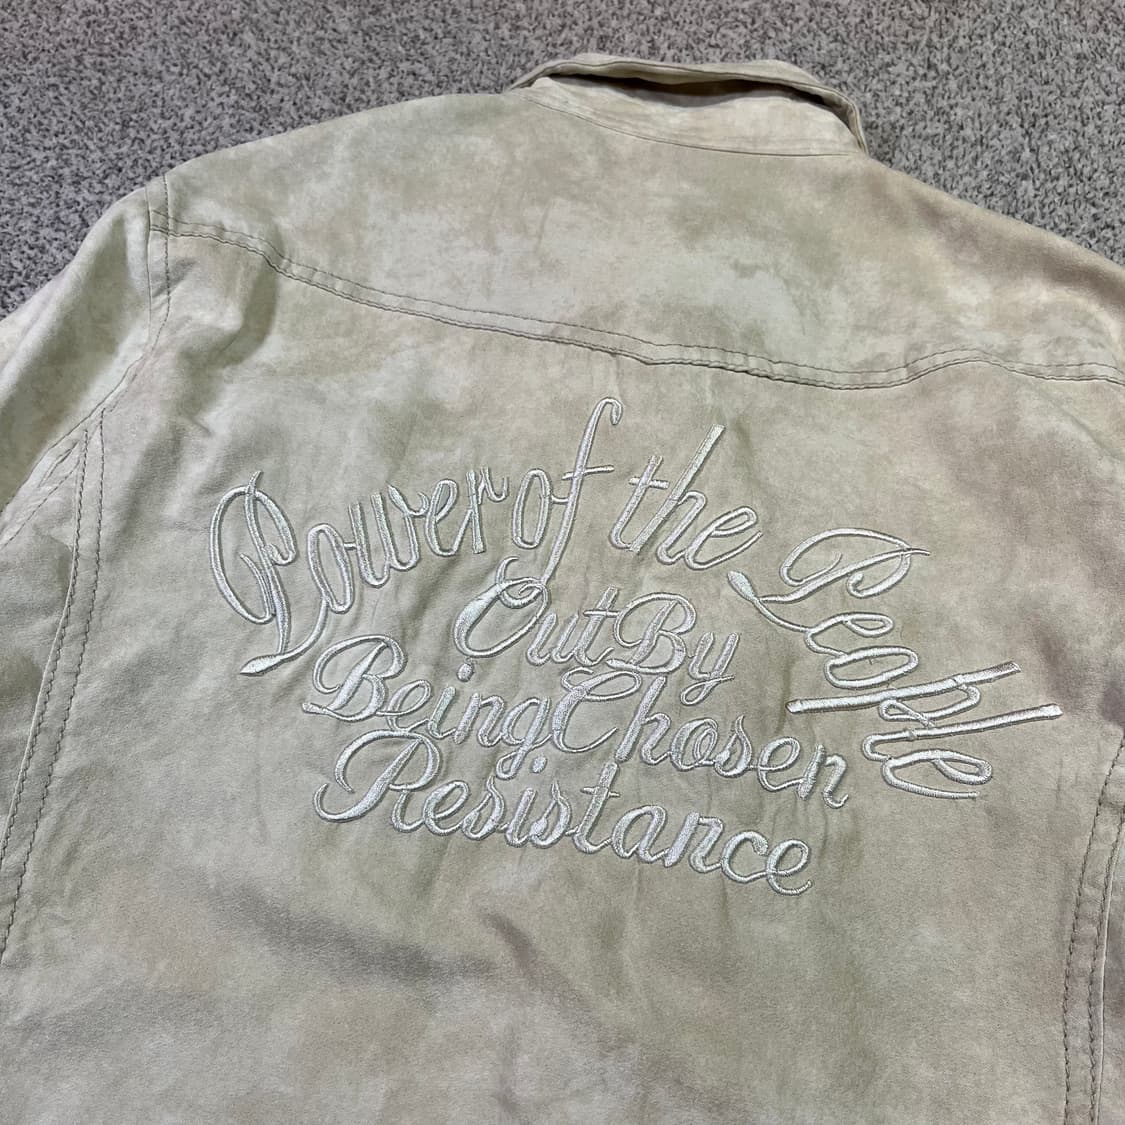 Power of the People
Out By
Being Chosen
Resistance